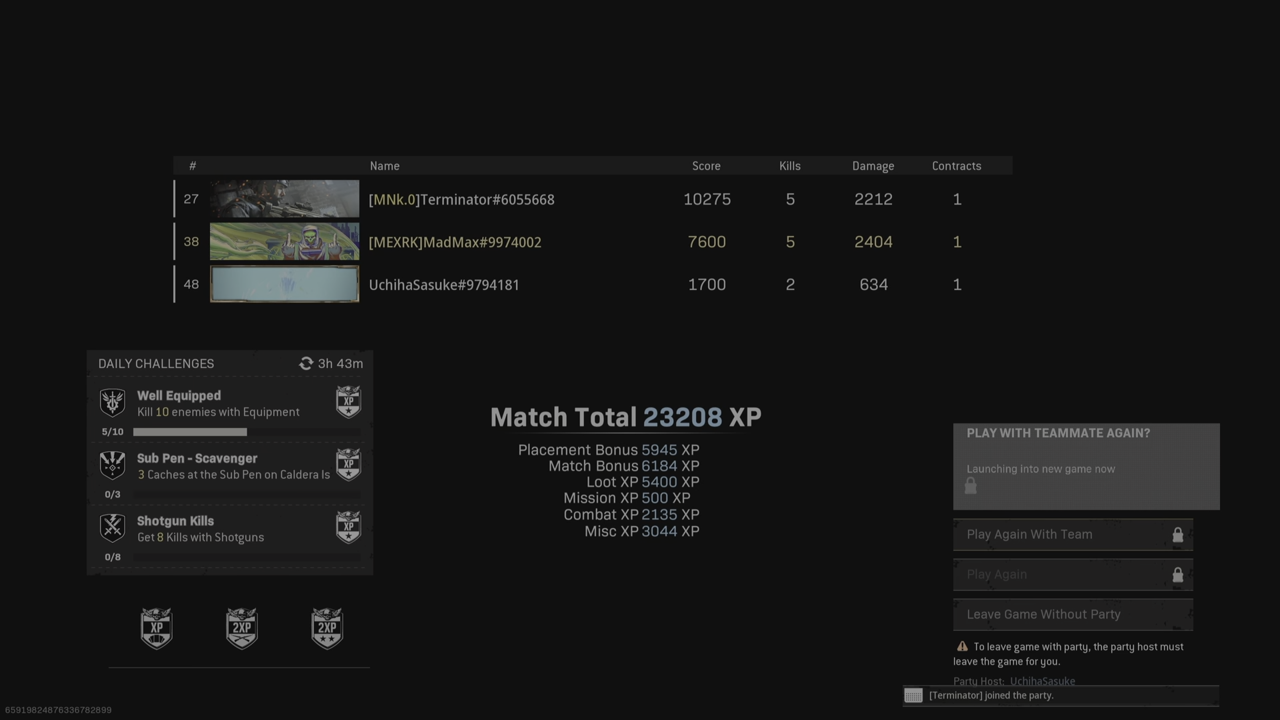 # Name Score Kills Damage Contracts
27 [MNk.0]Terminator#6055668 10275 5 2212 1
38 [MEXRK]MadMax#9974002 7600 5 2404 1
48 UchihaSasuke#9794181 1700 2 634 1
DAILY CHALLENGES 3h 43m
Well Equipped
Kill 10 enemies with Equipment
XP
5/10
Sub Pen - Scavenger
3 Caches at the Sub Pen on Caldera Is
XP
0/3
Shotgun Kills
Get 8 Kills with Shotguns
XP
0/8
XP 2XP 2XP
Match Total 23208 XP
Placement Bonus 5945 XP
Match Bonus 6184 XP
Loot XP 5400 XP
Mission XP 500 XP
Combat XP 2135 XP
Misc XP 3044 XP
PLAY WITH TEAMMATE AGAIN?
Launching into new game now
Play Again With Team
Play Again
Leave Game Without Party
To leave game with party, the party host must
leave the game for you.
Party Host: UchihaSasuke
[Terminator] joined the party.
65919824876336782899